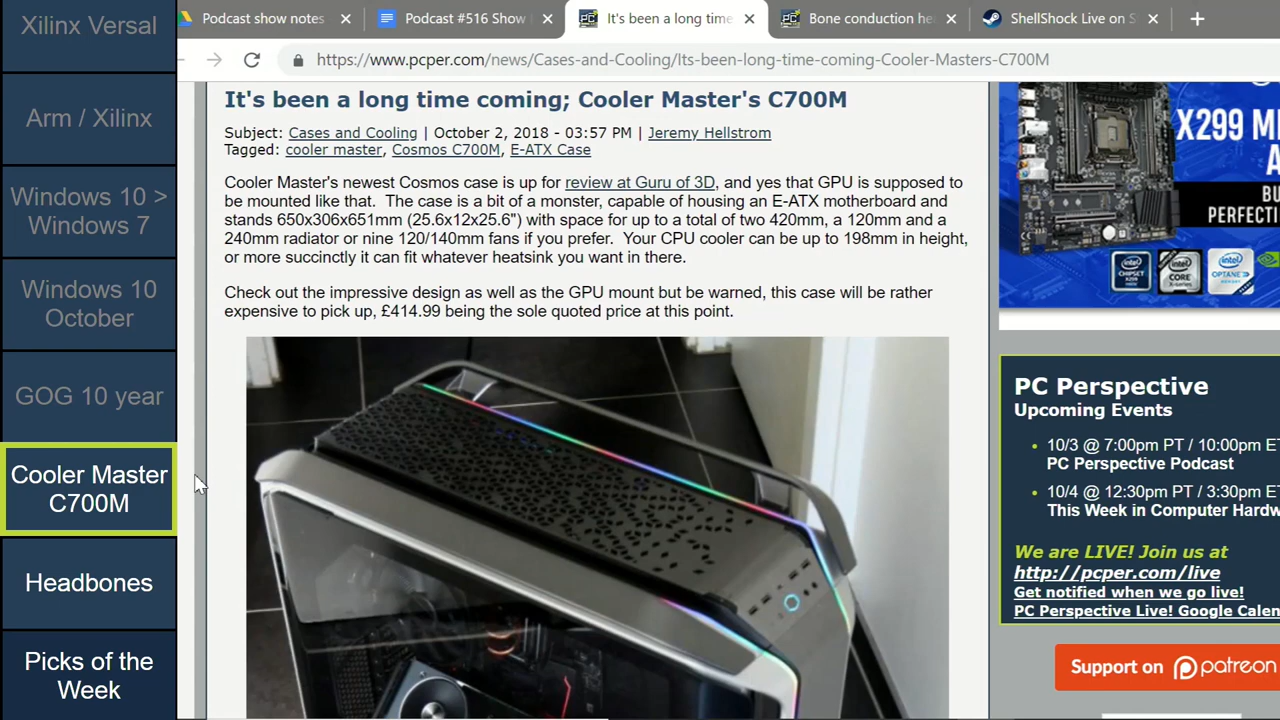 Xilinx Versal
Arm / Xilinx
Windows 10 >
Windows 7
Windows 10
October
GOG 10 year
Cooler Master
C700M
Headbones
Picks of the
Week
Podcast show notes
Podcast #516 Show
It's been a long time
Bone conduction he
ShellShock Live on S
https://www.pcper.com/news/Cases-and-Cooling/Its-been-long-time-coming-Cooler-Masters-C700M
It's been a long time coming; Cooler Master's C700M
Subject: Cases and Cooling | October 2, 2018 - 03:57 PM | Jeremy Hellstrom
Tagged: cooler master, Cosmos C700M, E-ATX Case
Cooler Master's newest Cosmos case is up for review at Guru of 3D, and yes that GPU is supposed to
be mounted like that. The case is a bit of a monster, capable of housing an E-ATX motherboard and
stands 650x306x651mm (25.6x12x25.6") with space for up to a total of two 420mm, a 120mm and a
240mm radiator or nine 120/140mm fans if you prefer. Your CPU cooler can be up to 198mm in height,
or more succinctly it can fit whatever heatsink you want in there.
Check out the impressive design as well as the GPU mount but be warned, this case will be rather
expensive to pick up, £414.99 being the sole quoted price at this point.
X299 M
A
BU
PERFECTI
intel
CHIPSET
X299
intel
CORE
X-series
intel
OPTANE
PC Perspective
Upcoming Events
10/3 @ 7:00pm PT / 10:00pm ET
PC Perspective Podcast
10/4 @ 12:30pm PT / 3:30pm ET
This Week in Computer Hardw
We are LIVE! Join us at
http://pcper.com/live
Get notified when we go live!
PC Perspective Live! Google Calen
Support on patreon